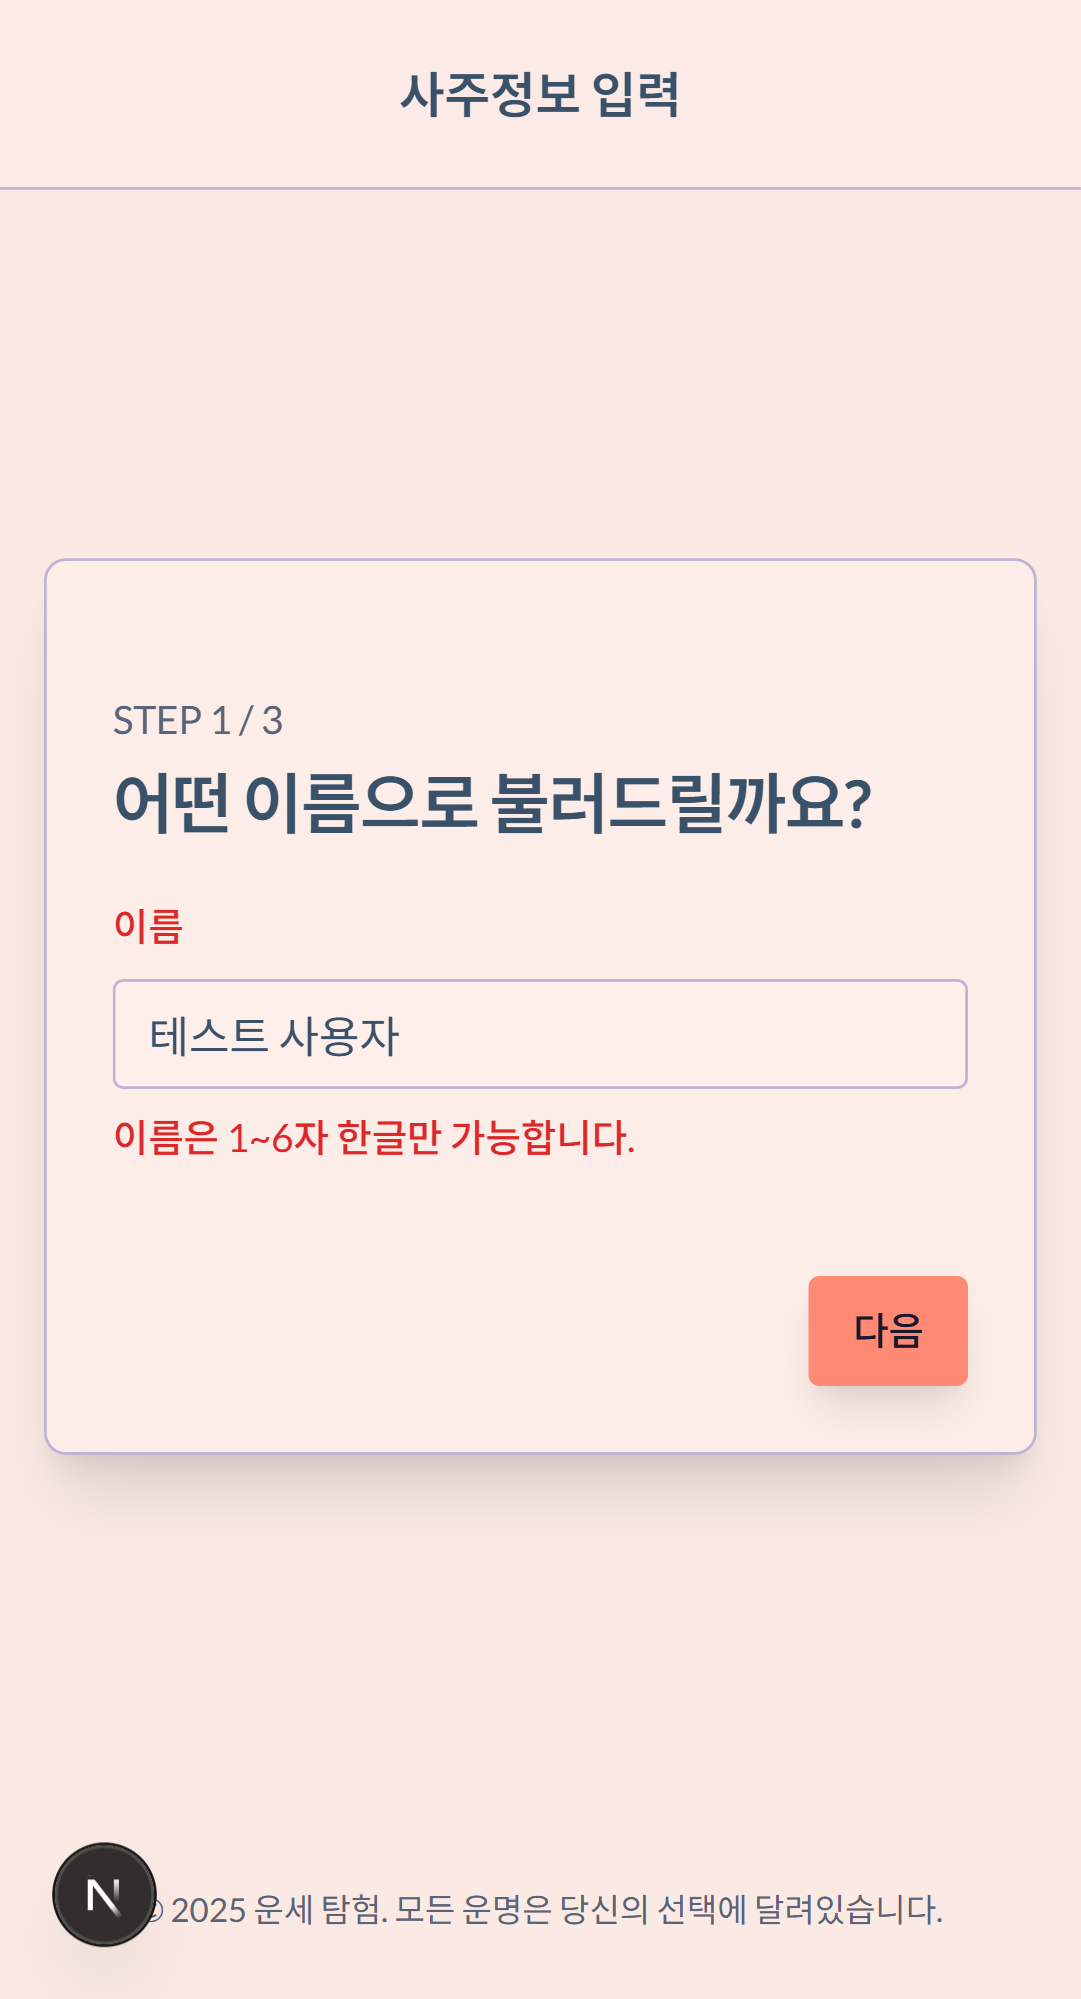 사주정보 입력
STEP 1 / 3
어떤 이름으로 불러드릴까요?
이름
테스트 사용자
이름은 1~6자 한글만 가능합니다.
다음
N
© 2025 운세 탐험. 모든 운명은 당신의 선택에 달려있습니다.